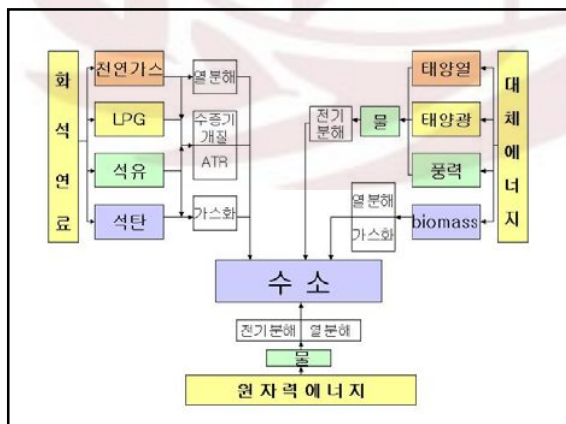 화석연료
천연가스
LPG
석유
석탄
열분해
수증기
개질
ATR
가스화
전기
분해
물
태양열
태양광
풍력
biomass
열분해
가스화
대체에너지
수 소
전기분해
열분해
물
원자력에너지